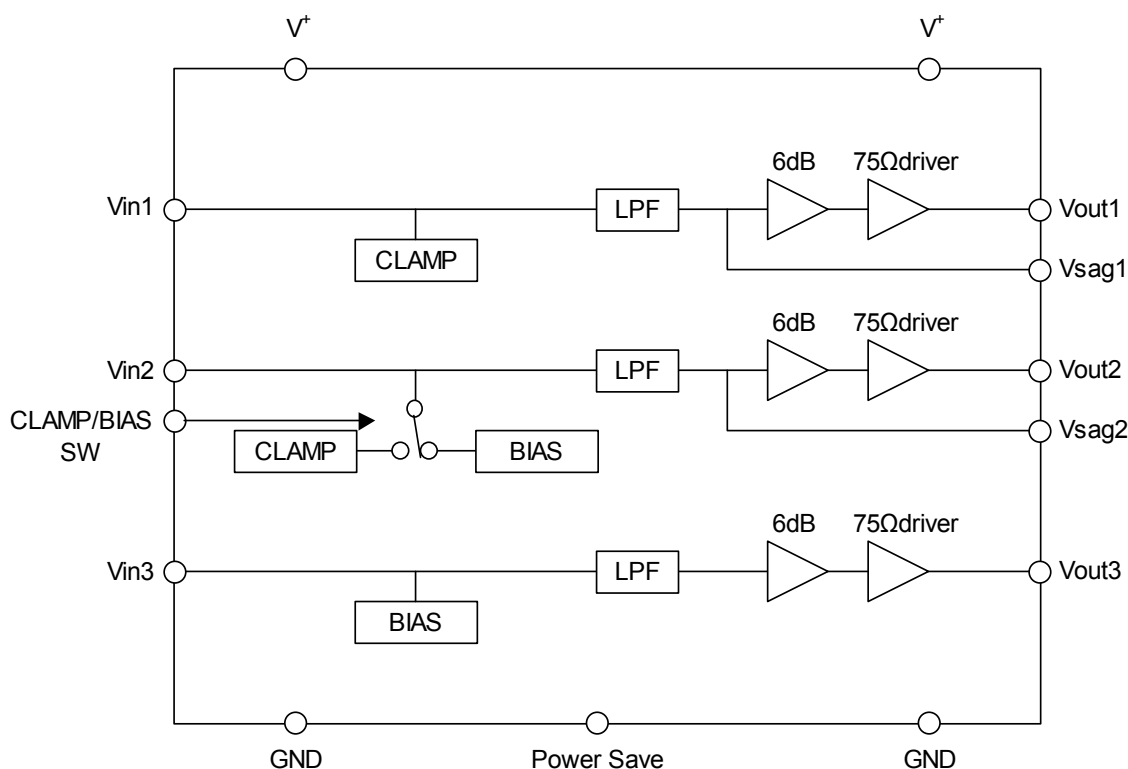 V⁺ V⁺
6dB 75Ωdriver
Vin1 LPF Vout1
CLAMP Vsag1
6dB 75Ωdriver
Vin2 LPF Vout2
CLAMP/BIAS
SW
CLAMP BIAS Vsag2
6dB 75Ωdriver
Vin3 LPF Vout3
BIAS
GND Power Save GND